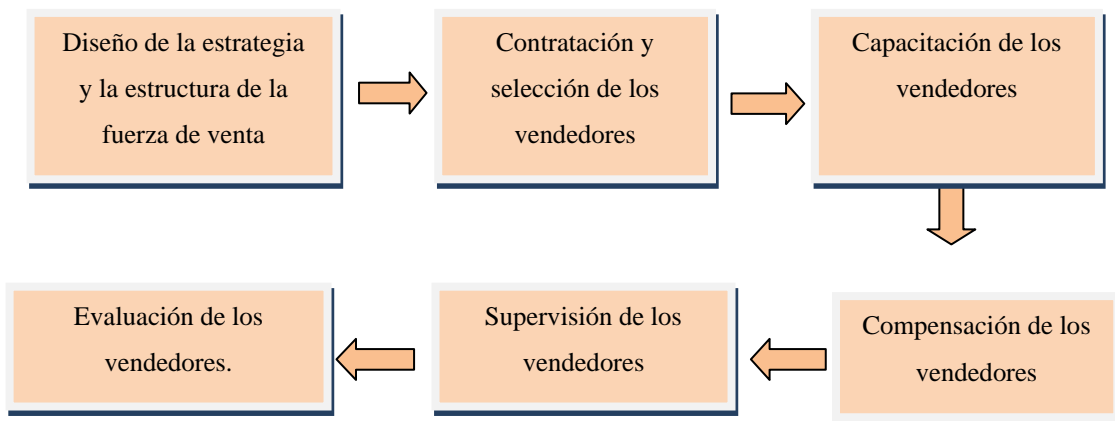 Diseño de la estrategia
y la estructura de la
fuerza de venta
Contratación y
selección de los
vendedores
Capacitación de los
vendedores
Compensación de los
vendedores
Supervisión de los
vendedores
Evaluación de los
vendedores.